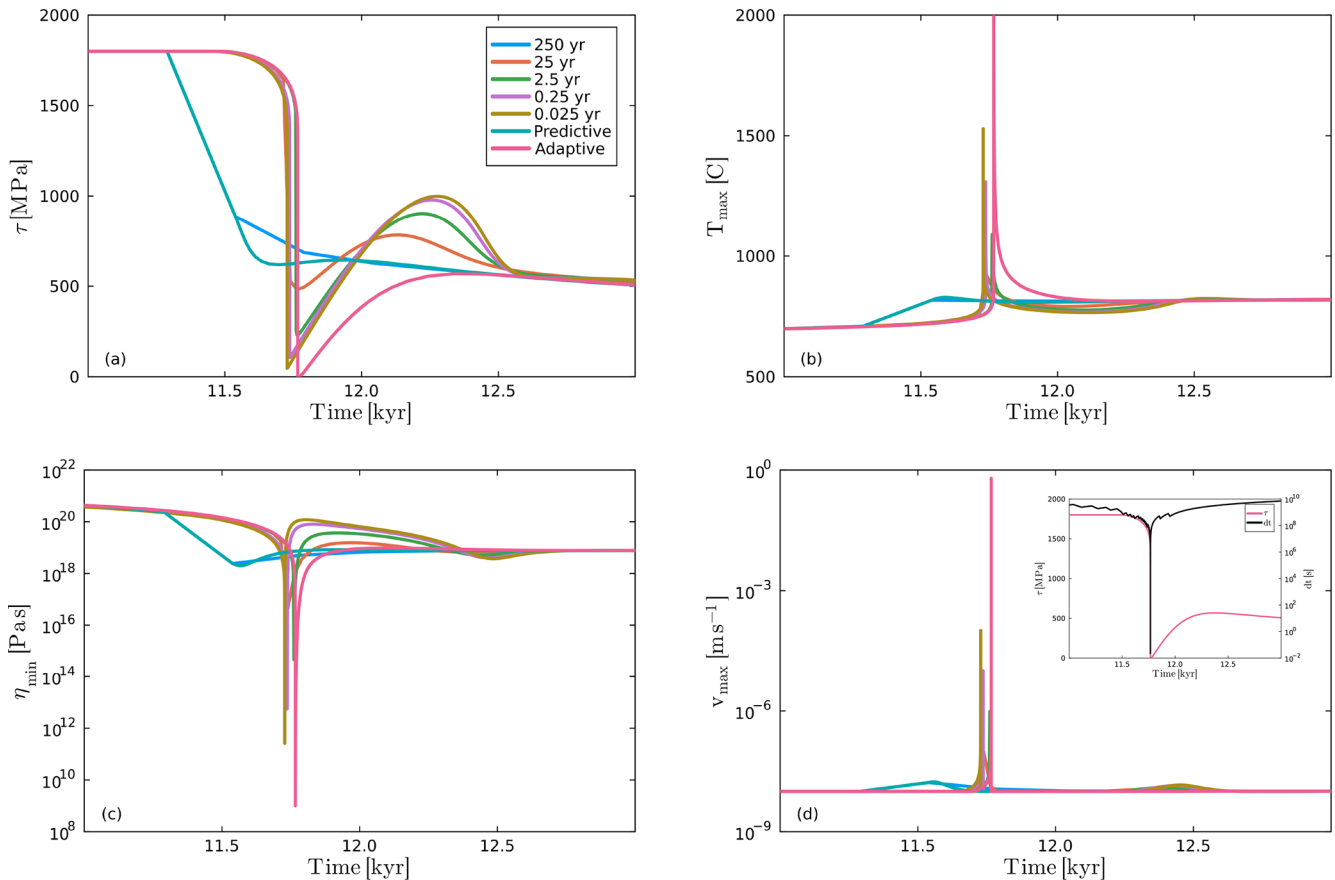 2000
1500
1000
500
0
τ [MPa]
250 yr
25 yr
2.5 yr
0.25 yr
0.025 yr
Predictive
Adaptive
(a)
11.5 12.0 12.5
Time [kyr]
2000
1500
1000
500
T_max [C]
(b)
11.5 12.0 12.5
Time [kyr]
10^22
10^20
10^18
10^16
10^14
10^12
10^10
10^8
η_min [Pa s]
(c)
11.5 12.0 12.5
Time [kyr]
10^0
10^−3
10^−6
10^−9
v_max [m s^−1]
(d)
11.5 12.0 12.5
Time [kyr]
2000
1500
1000
500
0
τ [MPa]
τ
dt
10^10
10^8
10^6
10^4
10^2
10^0
10^−2
dt [s]
11.5 12.0 12.5
Time [kyr]